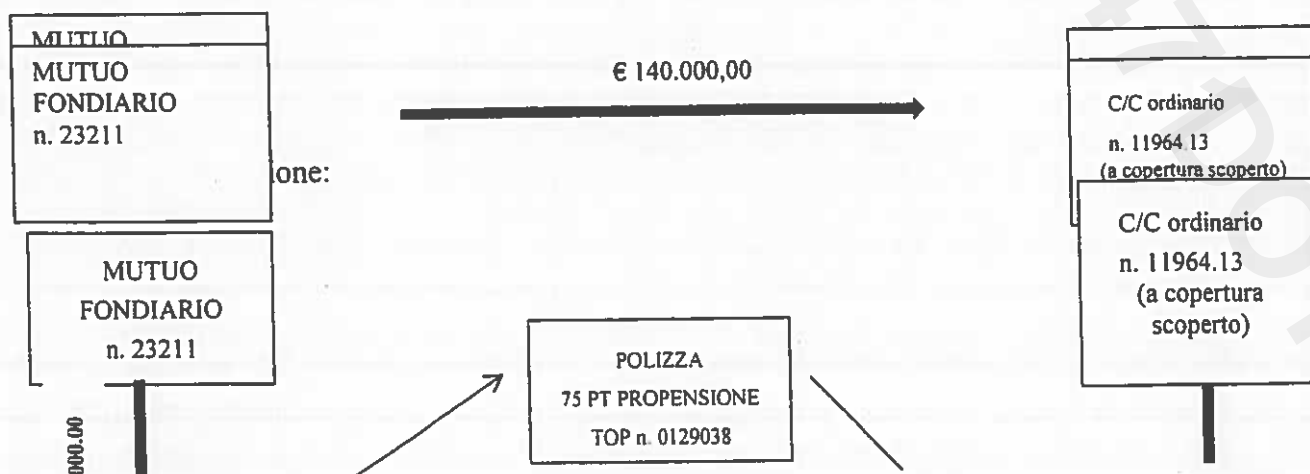 MUTUO
MUTUO
FONDIARIO
n. 23211
€ 140.000,00
C/C ordinario
n. 11964.13
(a copertura scoperto)
ione:
MUTUO
FONDIARIO
n. 23211
C/C ordinario
n. 11964.13
(a copertura
scoperto)
POLIZZA
75 PT PROPENSIONE
TOP n. 0129038
000.00